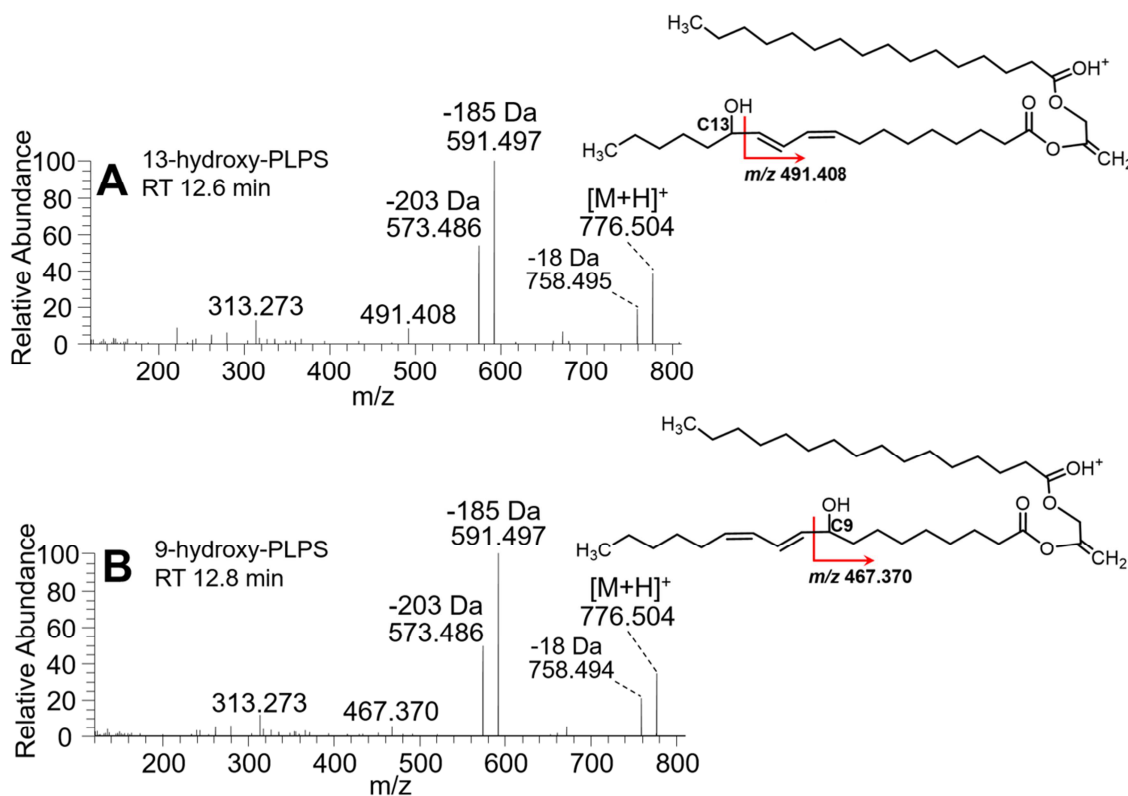 H₃C
OH⁺
O
O
OH
C13
O
CH₂
H₃C
m/z 491.408
A
13-hydroxy-PLPS
RT 12.6 min
-185 Da
591.497
-203 Da
573.486
[M+H]⁺
776.504
-18 Da
758.495
313.273
491.408
Relative Abundance
100
80
60
40
20
0
200 300 400 500 600 700 800
m/z
H₃C
OH⁺
O
O
OH
C9
O
CH₂
H₃C
m/z 467.370
B
9-hydroxy-PLPS
RT 12.8 min
-185 Da
591.497
-203 Da
573.486
[M+H]⁺
776.504
-18 Da
758.494
313.273
467.370
Relative Abundance
100
80
60
40
20
0
200 300 400 500 600 700 800
m/z